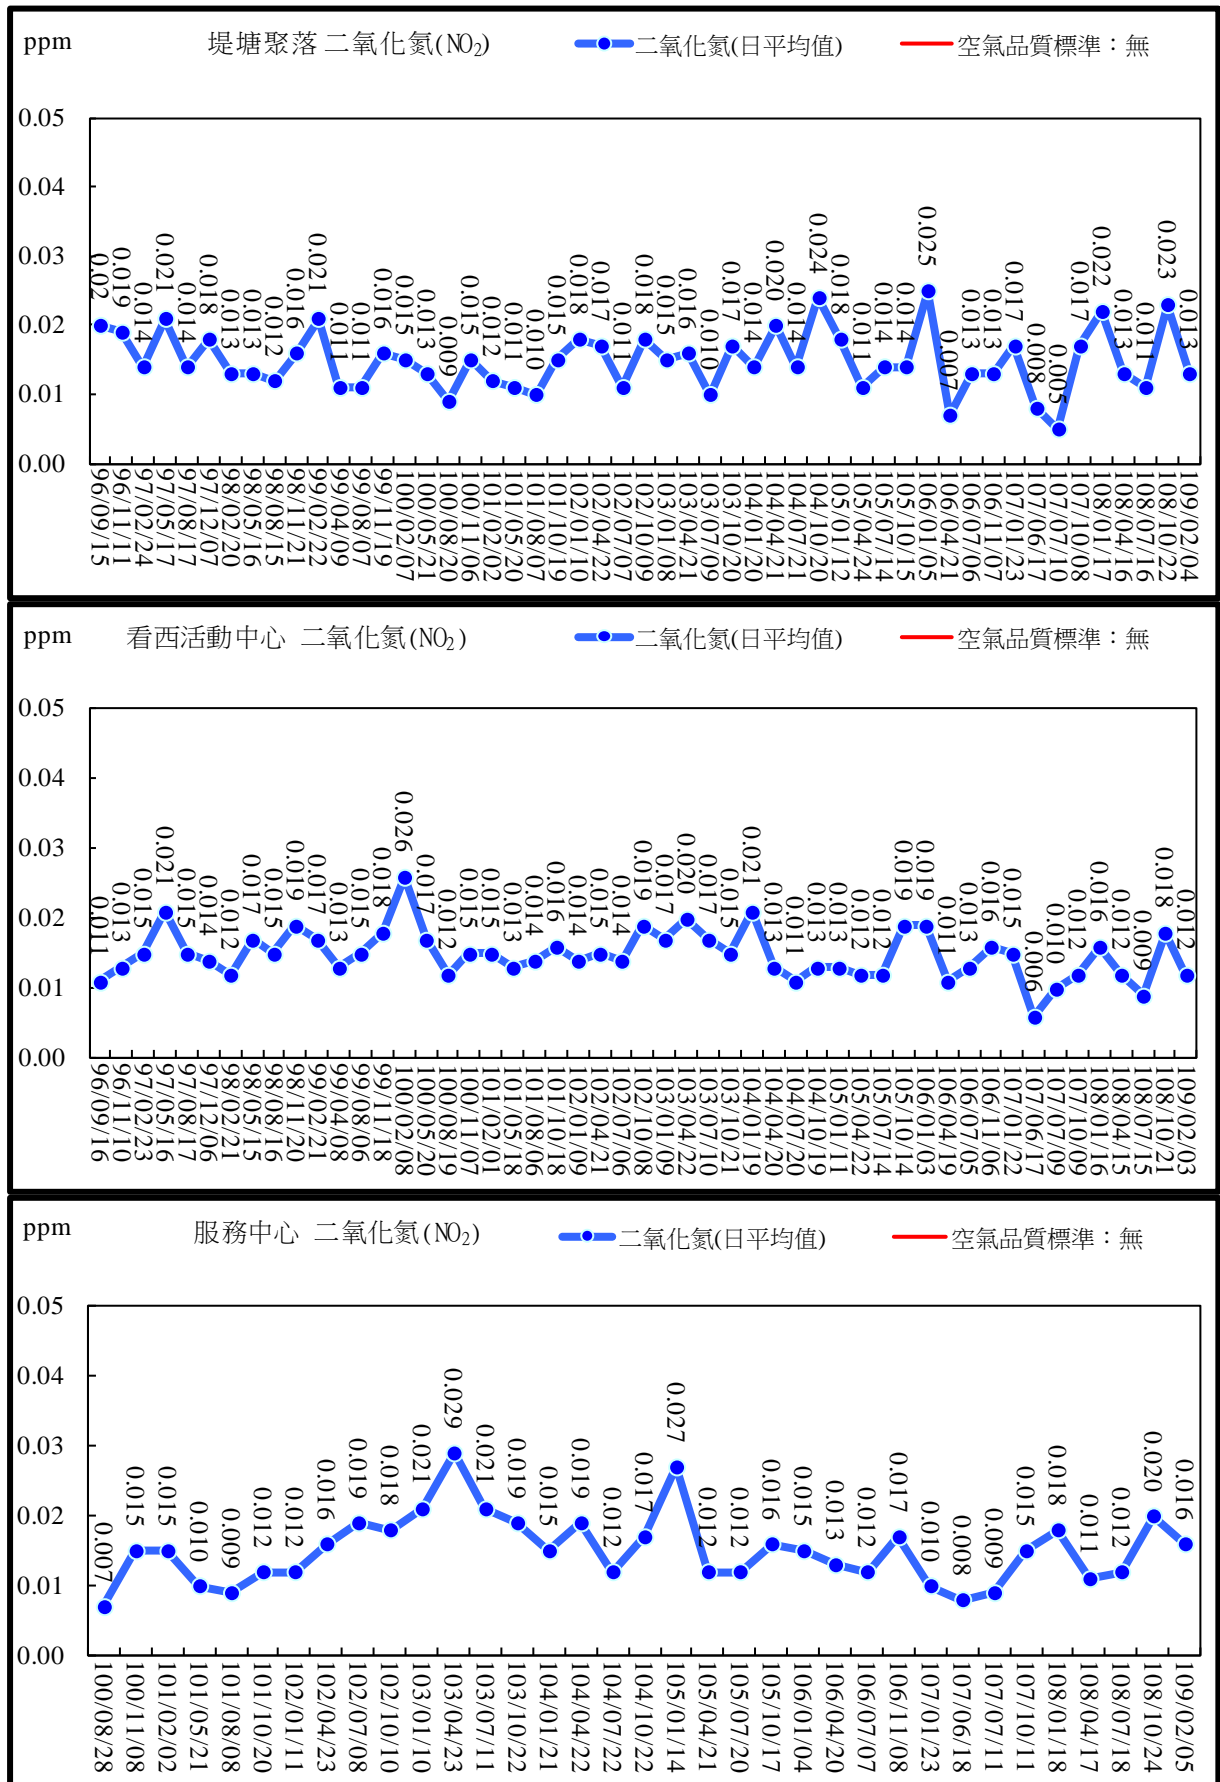 ppm 堤塘聚落 二氧化氮(NO2) 二氧化氮(日平均值) 空氣品質標準：無
0.05
0.04
0.03
0.02
0.01
0.00
0.02 0.019 0.014 0.021 0.014 0.018 0.013 0.013 0.012 0.016 0.021 0.011 0.011 0.016 0.015 0.013 0.009 0.015 0.012 0.011 0.010 0.015 0.018 0.017 0.011 0.018 0.015 0.016 0.010 0.017 0.014 0.020 0.014 0.024 0.018 0.011 0.014 0.014 0.025 0.007 0.013 0.013 0.017 0.008 0.005 0.017 0.022 0.013 0.011 0.023 0.013
96/09/15 96/11/11 97/02/24 97/05/17 97/08/17 97/12/07 98/02/20 98/05/16 98/08/15 98/11/21 99/02/22 99/04/09 99/08/07 99/11/19 100/02/07 100/05/21 100/08/20 100/11/06 101/02/02 101/05/20 101/08/07 101/10/19 102/01/10 102/04/22 102/07/07 102/10/09 103/01/08 103/04/21 103/07/09 103/10/20 104/01/20 104/04/21 104/07/21 104/10/20 105/01/12 105/04/24 105/07/14 105/10/15 106/01/05 106/04/21 106/07/06 106/11/07 107/01/23 107/06/17 107/07/10 107/10/08 108/01/17 108/04/16 108/07/16 108/10/22 109/02/04
ppm 看西活動中心 二氧化氮(NO2) 二氧化氮(日平均值) 空氣品質標準：無
0.05
0.04
0.03
0.02
0.01
0.00
0.011 0.013 0.015 0.021 0.015 0.014 0.012 0.017 0.015 0.019 0.017 0.013 0.015 0.018 0.026 0.017 0.012 0.015 0.015 0.013 0.014 0.016 0.014 0.015 0.014 0.019 0.017 0.020 0.017 0.015 0.021 0.013 0.011 0.013 0.013 0.012 0.012 0.019 0.019 0.011 0.013 0.016 0.015 0.006 0.010 0.012 0.016 0.012 0.009 0.018 0.012
96/09/16 96/11/10 97/02/23 97/05/16 97/08/17 97/12/06 98/02/21 98/05/15 98/08/16 98/11/20 99/02/21 99/04/08 99/08/06 99/11/18 100/02/08 100/05/20 100/08/19 100/11/07 101/02/01 101/05/18 101/08/06 101/10/18 102/01/09 102/04/21 102/07/06 102/10/08 103/01/09 103/04/22 103/07/10 103/10/21 104/01/19 104/04/20 104/07/20 104/10/19 105/01/11 105/04/22 105/07/14 105/10/14 106/01/03 106/04/19 106/07/05 106/11/06 107/01/22 107/06/17 107/07/09 107/10/09 108/01/16 108/04/15 108/07/15 108/10/21 109/02/03
ppm 服務中心 二氧化氮(NO2) 二氧化氮(日平均值) 空氣品質標準：無
0.05
0.04
0.03
0.02
0.01
0.00
0.007 0.015 0.015 0.010 0.009 0.012 0.012 0.016 0.019 0.018 0.021 0.029 0.021 0.019 0.015 0.019 0.012 0.017 0.027 0.012 0.012 0.016 0.015 0.013 0.012 0.017 0.010 0.008 0.009 0.015 0.018 0.011 0.012 0.020 0.016
100/08/28 100/11/08 101/02/02 101/05/21 101/08/08 101/10/20 102/01/11 102/04/23 102/07/08 102/10/10 103/01/10 103/04/23 103/07/11 103/10/22 104/01/21 104/04/22 104/07/22 104/10/22 105/01/14 105/04/21 105/07/20 105/10/17 106/01/04 106/04/20 106/07/07 106/11/08 107/01/20 107/06/18 107/07/11 107/10/11 108/01/18 108/04/17 108/07/18 108/10/24 109/02/05